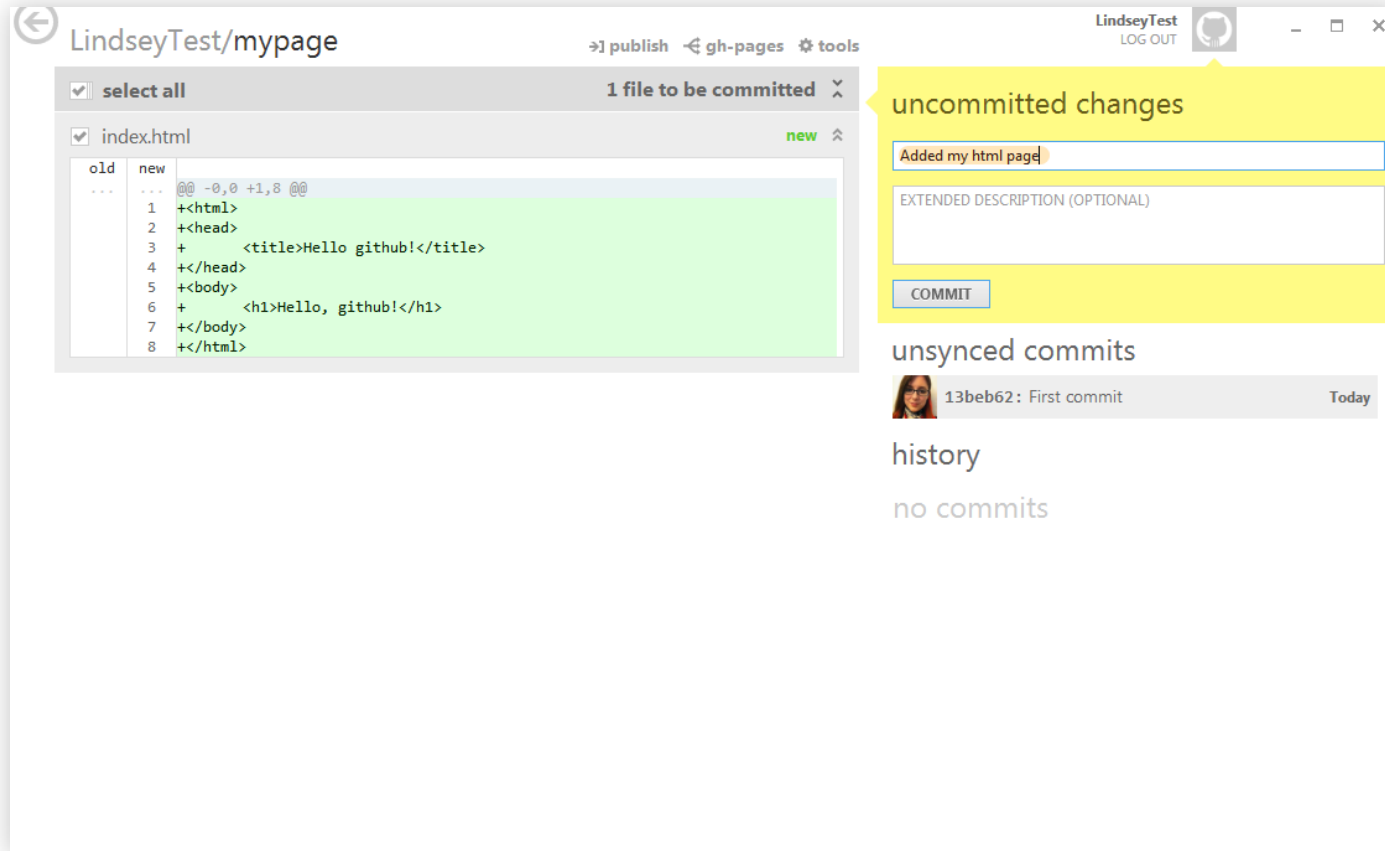 LindseyTest/mypage
publish gh-pages tools
LindseyTest
LOG OUT
select all 1 file to be committed
index.html new
old new
... ... @@ -0,0 +1,8 @@
1 +<html>
2 +<head>
3 + <title>Hello github!</title>
4 +</head>
5 +<body>
6 + <h1>Hello, github!</h1>
7 +</body>
8 +</html>
uncommitted changes
Added my html page
EXTENDED DESCRIPTION (OPTIONAL)
COMMIT
unsynced commits
13beb62: First commit Today
history
no commits